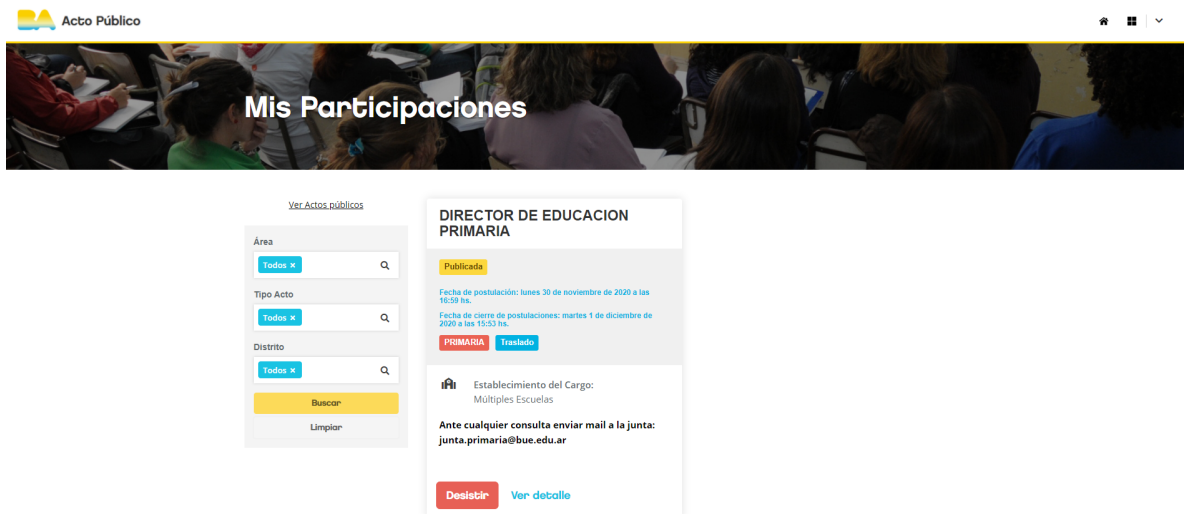 BA Acto Público
Mis Participaciones
Ver Actos públicos
Área
Todos ×
Tipo Acto
Todos ×
Distrito
Todos ×
Buscar
Limpiar
DIRECTOR DE EDUCACION
PRIMARIA
Publicada
Fecha de postulación: lunes 30 de noviembre de 2020 a las
16:59 hs.
Fecha de cierre de postulaciones: martes 1 de diciembre de
2020 a las 15:53 hs.
PRIMARIA Traslado
Establecimiento del Cargo:
Múltiples Escuelas
Ante cualquier consulta enviar mail a la junta:
junta.primaria@bue.edu.ar
Desistir Ver detalle